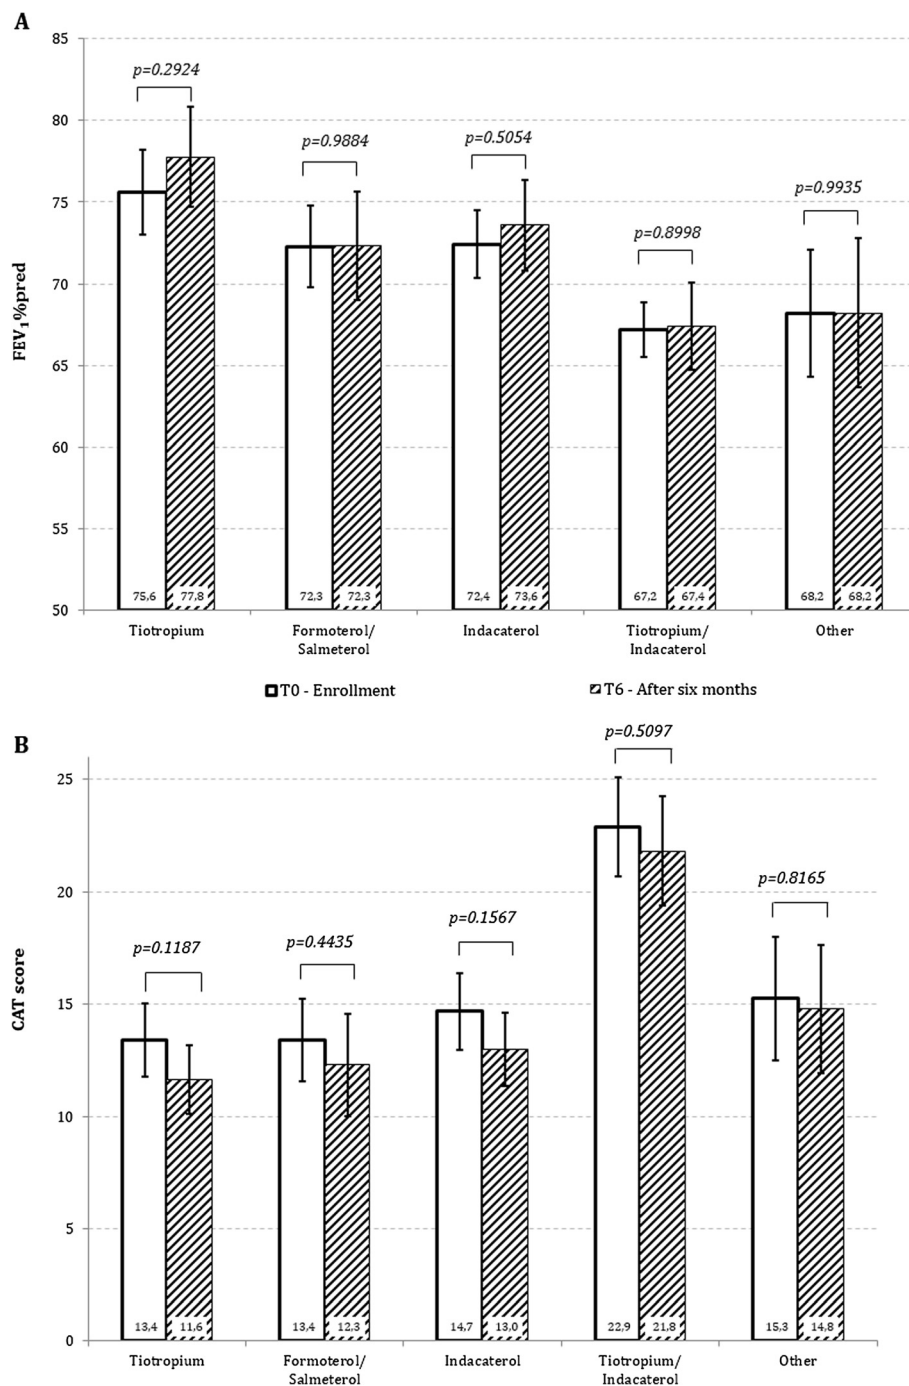 A
85
p=0.2924
80
p=0.9884
p=0.5054
p=0.9935
75
p=0.8998
70
FEV₁%pred
65
60
55
75,6 77,8 72,3 72,3 72,4 73,6 67,2 67,4 68,2 68,2
50
Tiotropium Formoterol/ Indacaterol Tiotropium/ Other
Salmeterol Indacaterol
T0 - Enrollment T6 - After six months
B
p=0.5097
25
20
p=0.8165
p=0.1567
p=0.4435
p=0.1187
15
CAT score
10
5
13,4 11,6 13,4 12,3 14,7 13,0 22,9 21,8 15,3 14,8
0
Tiotropium Formoterol/ Indacaterol Tiotropium/ Other
Salmeterol Indacaterol